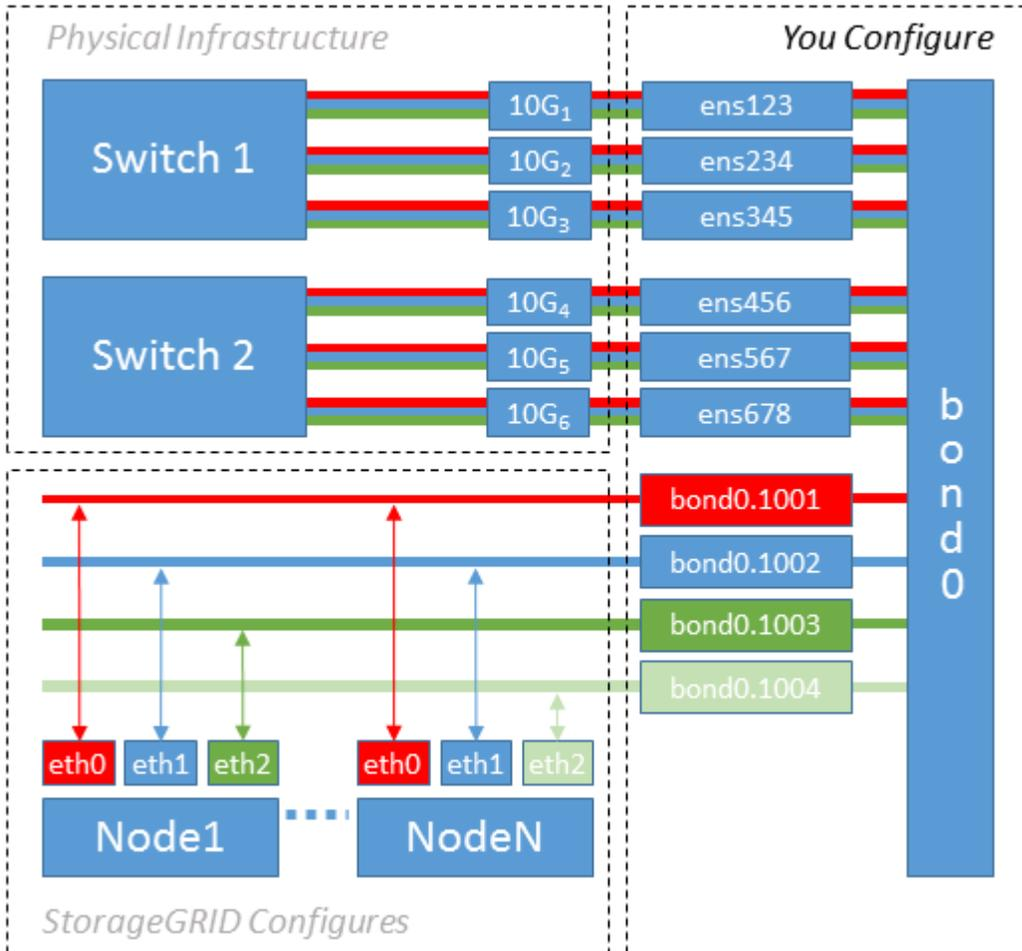 Physical Infrastructure
You Configure
Switch 1
10G₁
ens123
10G₂
ens234
10G₃
ens345
Switch 2
10G₄
ens456
10G₅
ens567
10G₆
ens678
bond0
bond0.1001
bond0.1002
bond0.1003
bond0.1004
eth0 eth1 eth2
eth0 eth1 eth2
Node1
NodeN
StorageGRID Configures